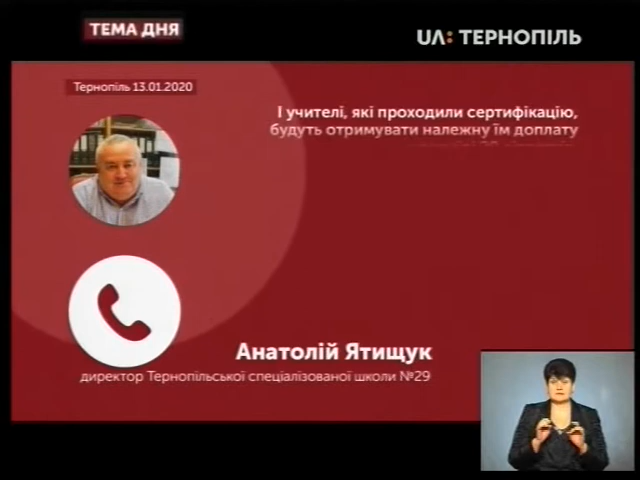 ТЕМА ДНЯ
UA: ТЕРНОПІЛЬ
Тернопіль 13.01.2020
І учителі, які проходили сертифікацію,
будуть отримувати належну їм доплату
Анатолій Ятищук
директор Тернопільської спеціалізованої школи №29